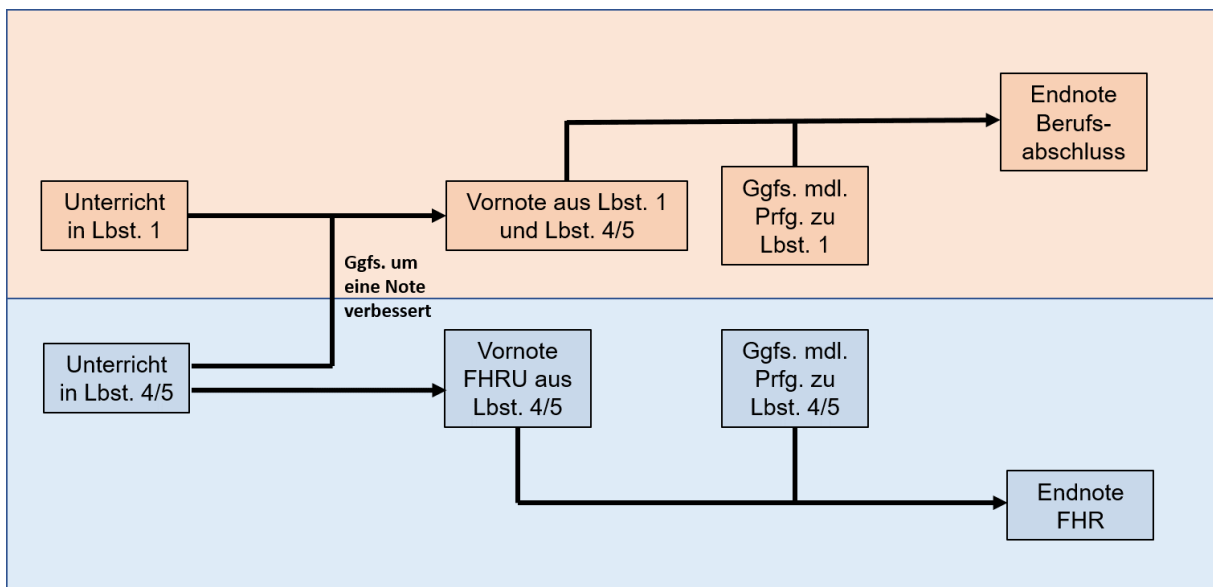 Endnote
Berufs-
abschluss
Unterricht
in Lbst. 1
Vornote aus Lbst. 1
und Lbst. 4/5
Ggfs. mdl.
Prfg. zu
Lbst. 1
Ggfs. um
eine Note
verbessert
Unterricht
in Lbst. 4/5
Vornote
FHRU aus
Lbst. 4/5
Ggfs. mdl.
Prfg. zu
Lbst. 4/5
Endnote
FHR